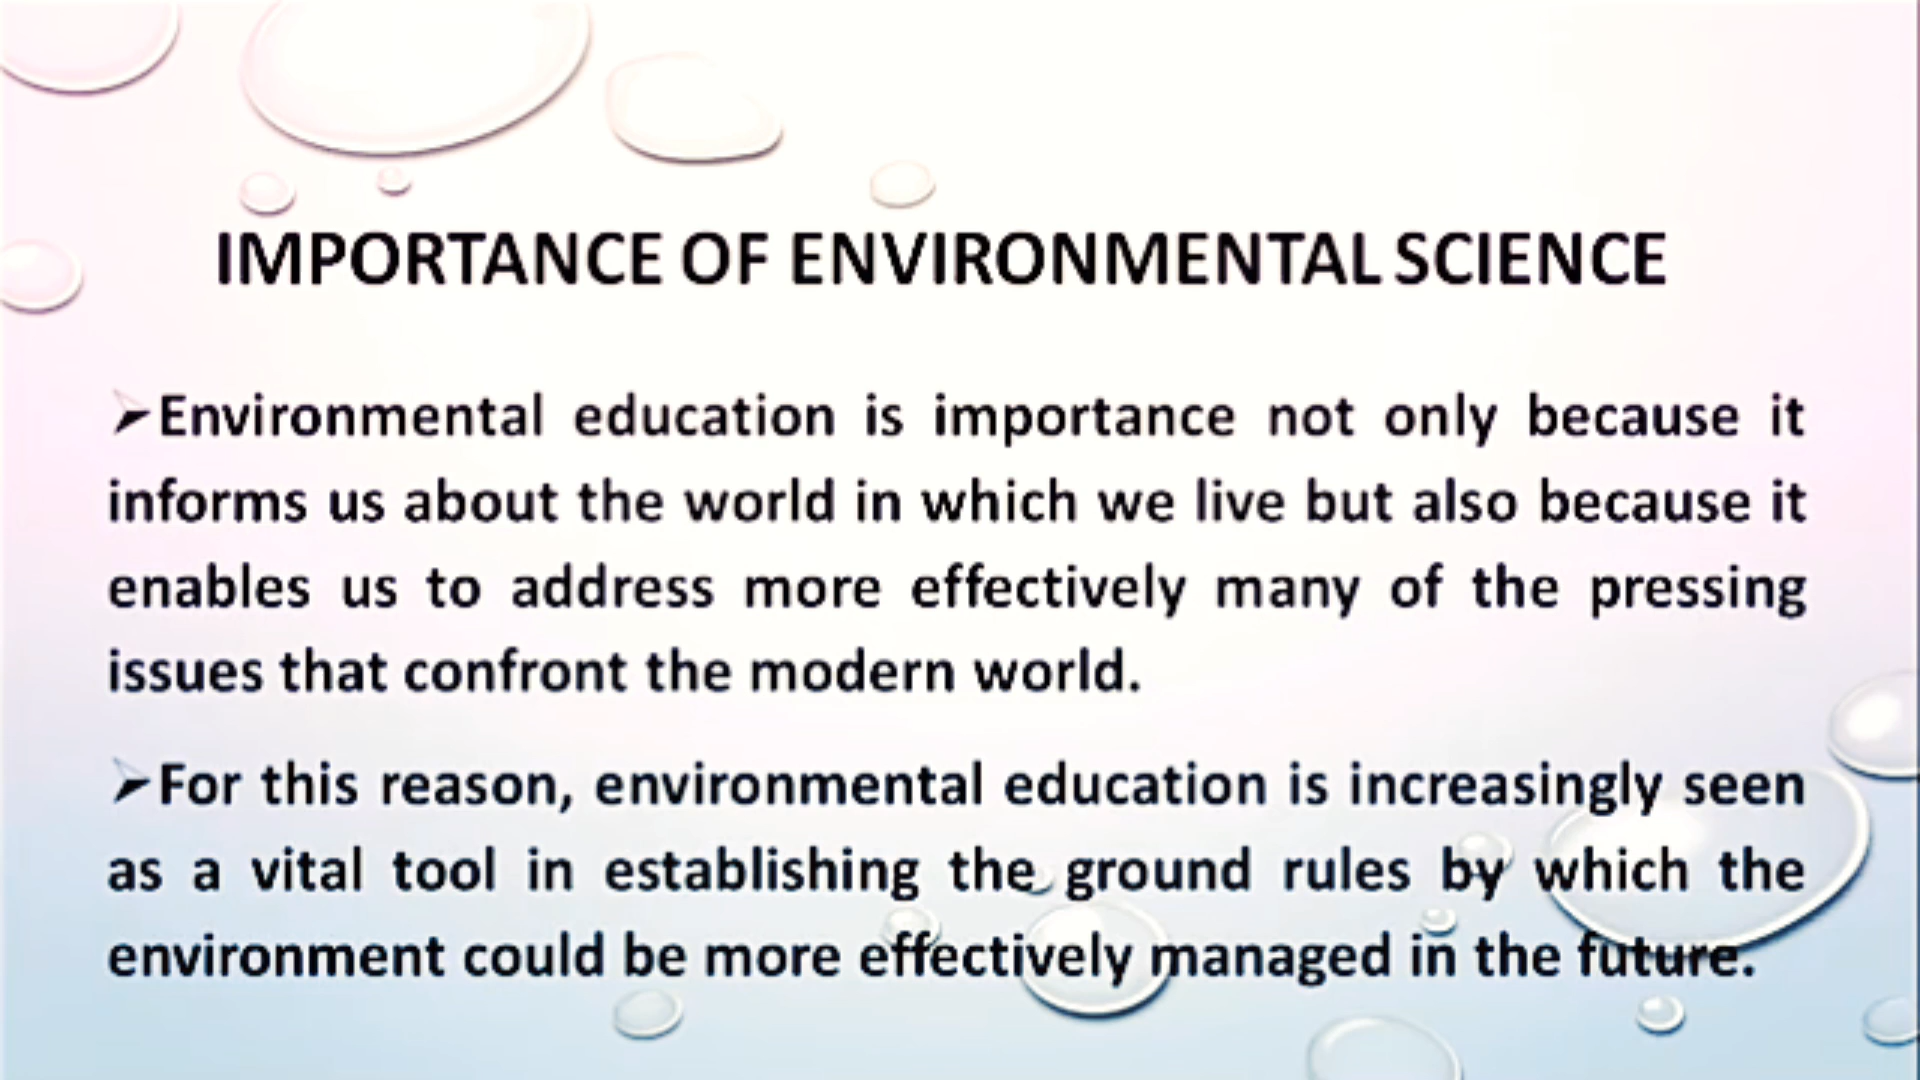 IMPORTANCE OF ENVIRONMENTAL SCIENCE
➢Environmental education is importance not only because it
informs us about the world in which we live but also because it
enables us to address more effectively many of the pressing
issues that confront the modern world.
➢For this reason, environmental education is increasingly seen
as a vital tool in establishing the ground rules by which the
environment could be more effectively managed in the future.